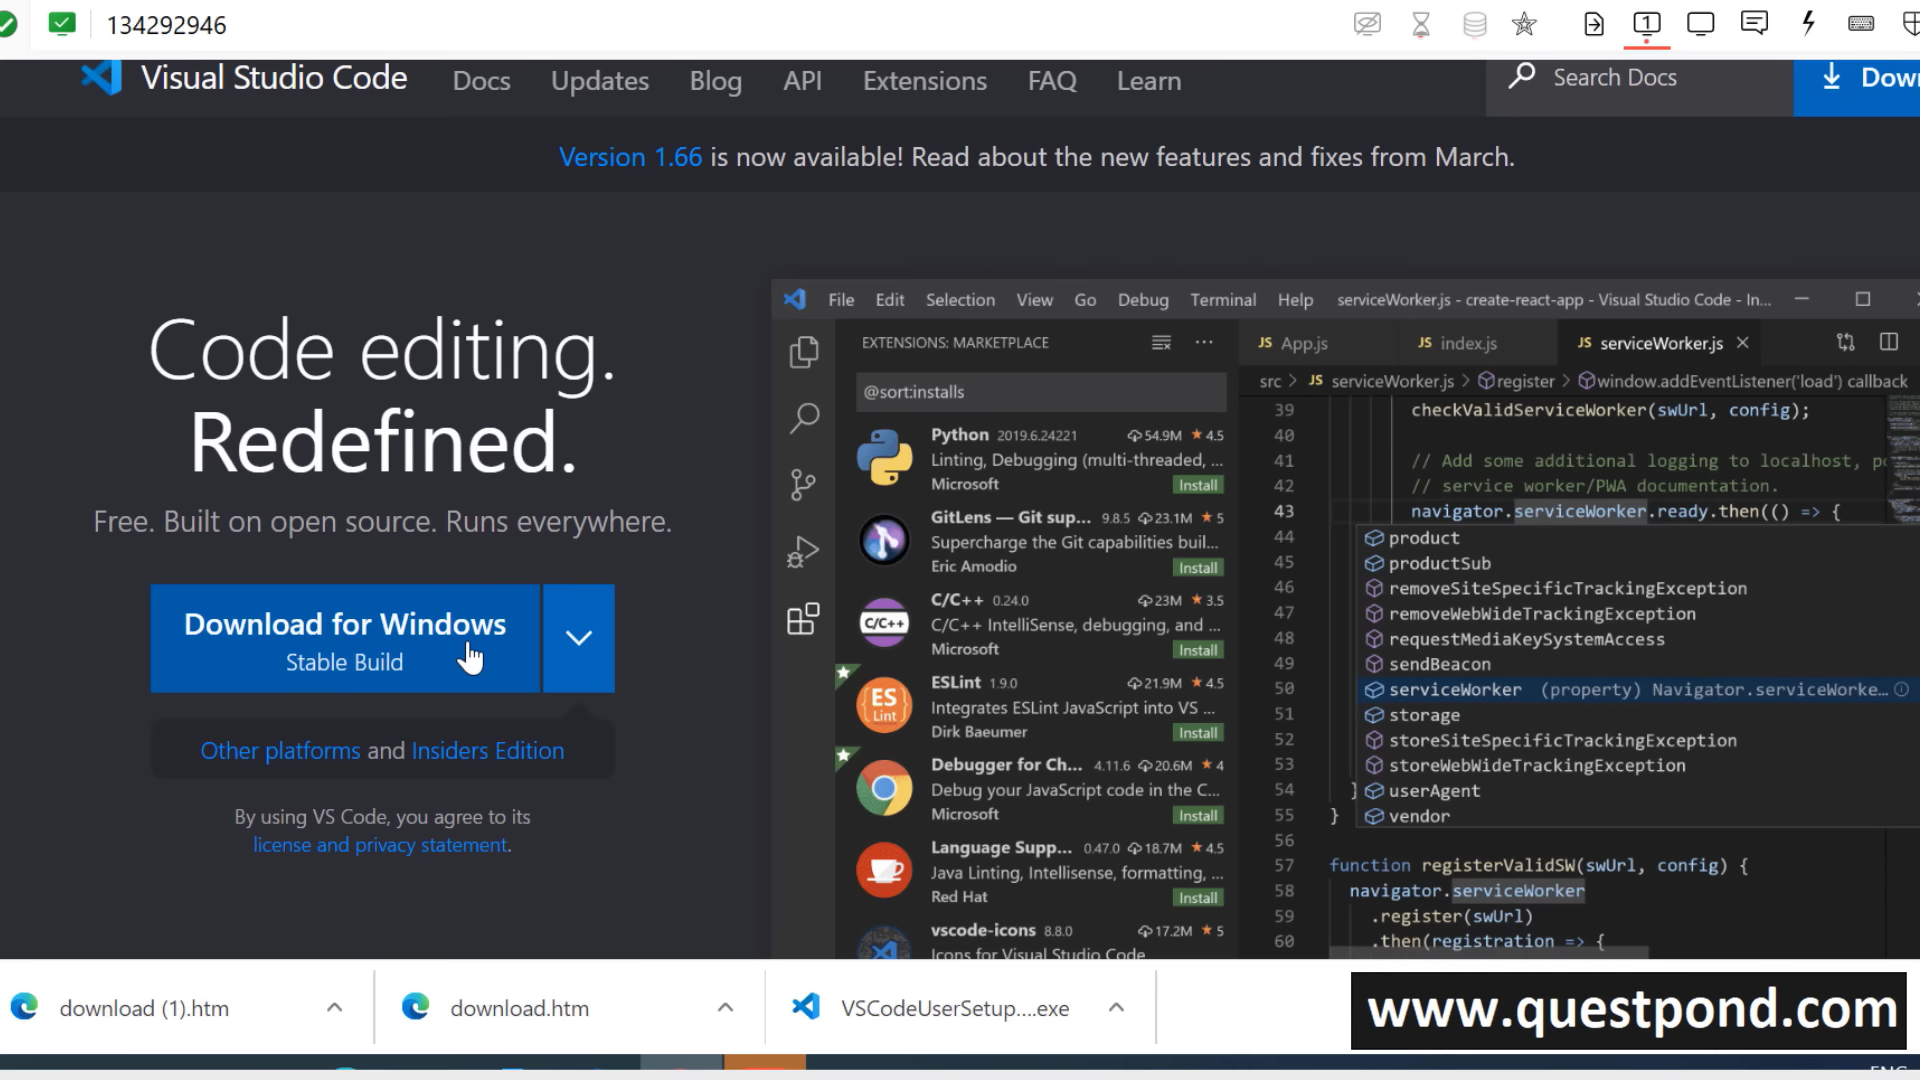 134292946
1
Visual Studio Code Docs Updates Blog API Extensions FAQ Learn Search Docs
Version 1.66 is now available! Read about the new features and fixes from March.
Code editing.
Redefined.
Free. Built on open source. Runs everywhere.
Download for Windows
Stable Build
Other platforms and Insiders Edition
By using VS Code, you agree to its
license and privacy statement.
File Edit Selection View Go Debug Terminal Help serviceWorker.js - create-react-app - Visual Studio Code - In...
EXTENSIONS: MARKETPLACE ...
@sort:installs
Python 2019.6.24221 54.9M ★ 4.5
Linting, Debugging (multi-threaded, ...
Microsoft Install
GitLens — Git sup... 9.8.5 23.1M ★ 5
Supercharge the Git capabilities buil...
Eric Amodio Install
C/C++
C/C++ 0.24.0 23M ★ 3.5
C/C++ IntelliSense, debugging, and ...
Microsoft Install
ES
Lint
ESLint 1.9.0 21.9M ★ 4.5
Integrates ESLint JavaScript into VS ...
Dirk Baeumer Install
Debugger for Ch... 4.11.6 20.6M ★ 4
Debug your JavaScript code in the C...
Microsoft Install
Language Supp... 0.47.0 18.7M ★ 4.5
Java Linting, Intellisense, formatting, ...
Red Hat Install
vscode-icons 8.8.0 17.2M ★ 5
Icons for Visual Studio Code
JS App.js JS index.js JS serviceWorker.js
src > JS serviceWorker.js > register > window.addEventListener('load') callback
39 checkValidServiceWorker(swUrl, config);
40
41 // Add some additional logging to localhost,
42 // service worker/PWA documentation.
43 navigator.serviceWorker.ready.then(() => {
44 product
45 productSub
46 removeSiteSpecificTrackingException
47 removeWebWideTrackingException
48 requestMediaKeySystemAccess
49 sendBeacon
50 serviceWorker (property) Navigator.serviceWorke...
51 storage
52 storeSiteSpecificTrackingException
53 storeWebWideTrackingException
54 } userAgent
55 } vendor
56
57 function registerValidSW(swUrl, config) {
58 navigator.serviceWorker
59 .register(swUrl)
60 .then(registration => {
download (1).htm download.htm VSCodeUserSetup....exe
www.questpond.com